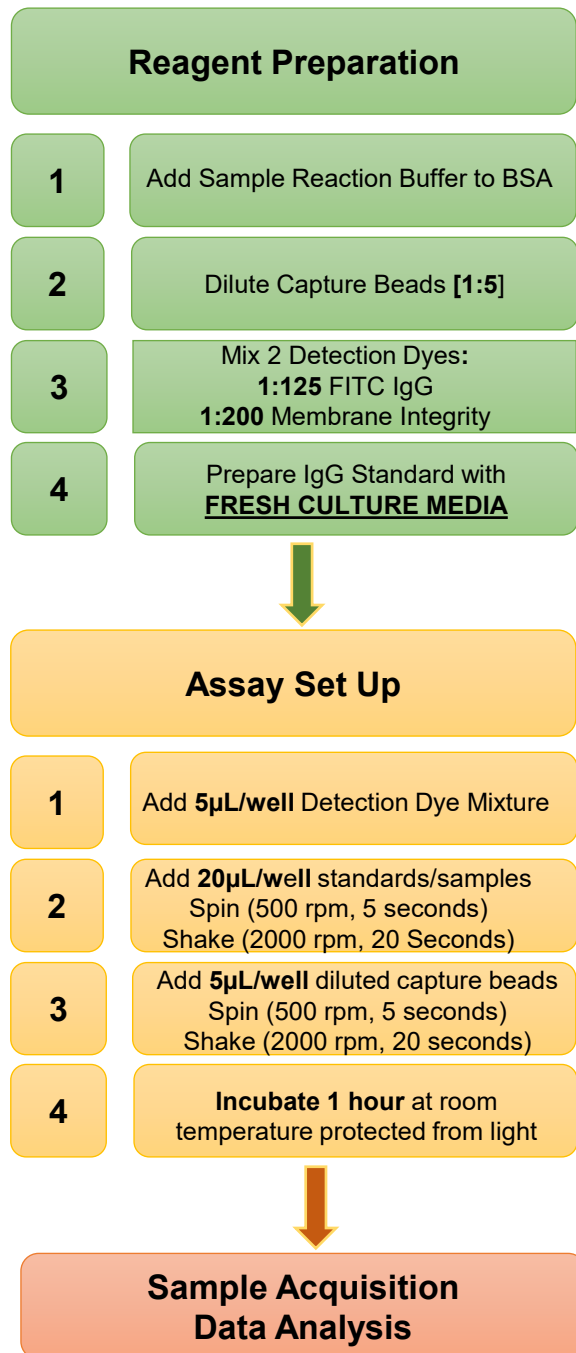 Reagent Preparation
1
Add Sample Reaction Buffer to BSA
2
Dilute Capture Beads [1:5]
3
Mix 2 Detection Dyes:
1:125 FITC IgG
1:200 Membrane Integrity
4
Prepare IgG Standard with
FRESH CULTURE MEDIA
Assay Set Up
1
Add 5µL/well Detection Dye Mixture
2
Add 20µL/well standards/samples
Spin (500 rpm, 5 seconds)
Shake (2000 rpm, 20 Seconds)
3
Add 5µL/well diluted capture beads
Spin (500 rpm, 5 seconds)
Shake (2000 rpm, 20 seconds)
4
Incubate 1 hour at room
temperature protected from light
Sample Acquisition
Data Analysis